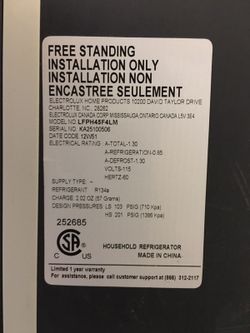 FREE STANDING
INSTALLATION ONLY
INSTALLATION NON
ENCASTREE SEULEMENT
ELECTROLUX HOME PRODUCTS 10200 DAVID TAYLOR DRIVE
CHARLOTTE, NC., 28262
ELECTROLUX CANADA CORP MISSISSAUGA ONTARIO CANADA L5V 3E4
MODEL No. LFPH45F4LM
SERIAL No. KA25100506
DATE CODE: 12W51
ELECTRICAL (EA) A-TOTAL-1.30
A-REFRIGERATION-0.85
A-DEFROST-1.30
VOLTS-115
HERTZ-60
SUPPLY TYPE: -
REFRIGERANT R134a
CHARGE: 2.02 OZ (57 Grams)
DESIGN PRESSURES LS 103 PSIG (710 Kpa)
HS 201 PSIG (1386 Kpa)
252685
SA
C US
HOUSEHOLD REFRIGERATOR
MADE IN CHINA
Limited 1 year warranty
For assistance, please call customer support at (866) 312-2117